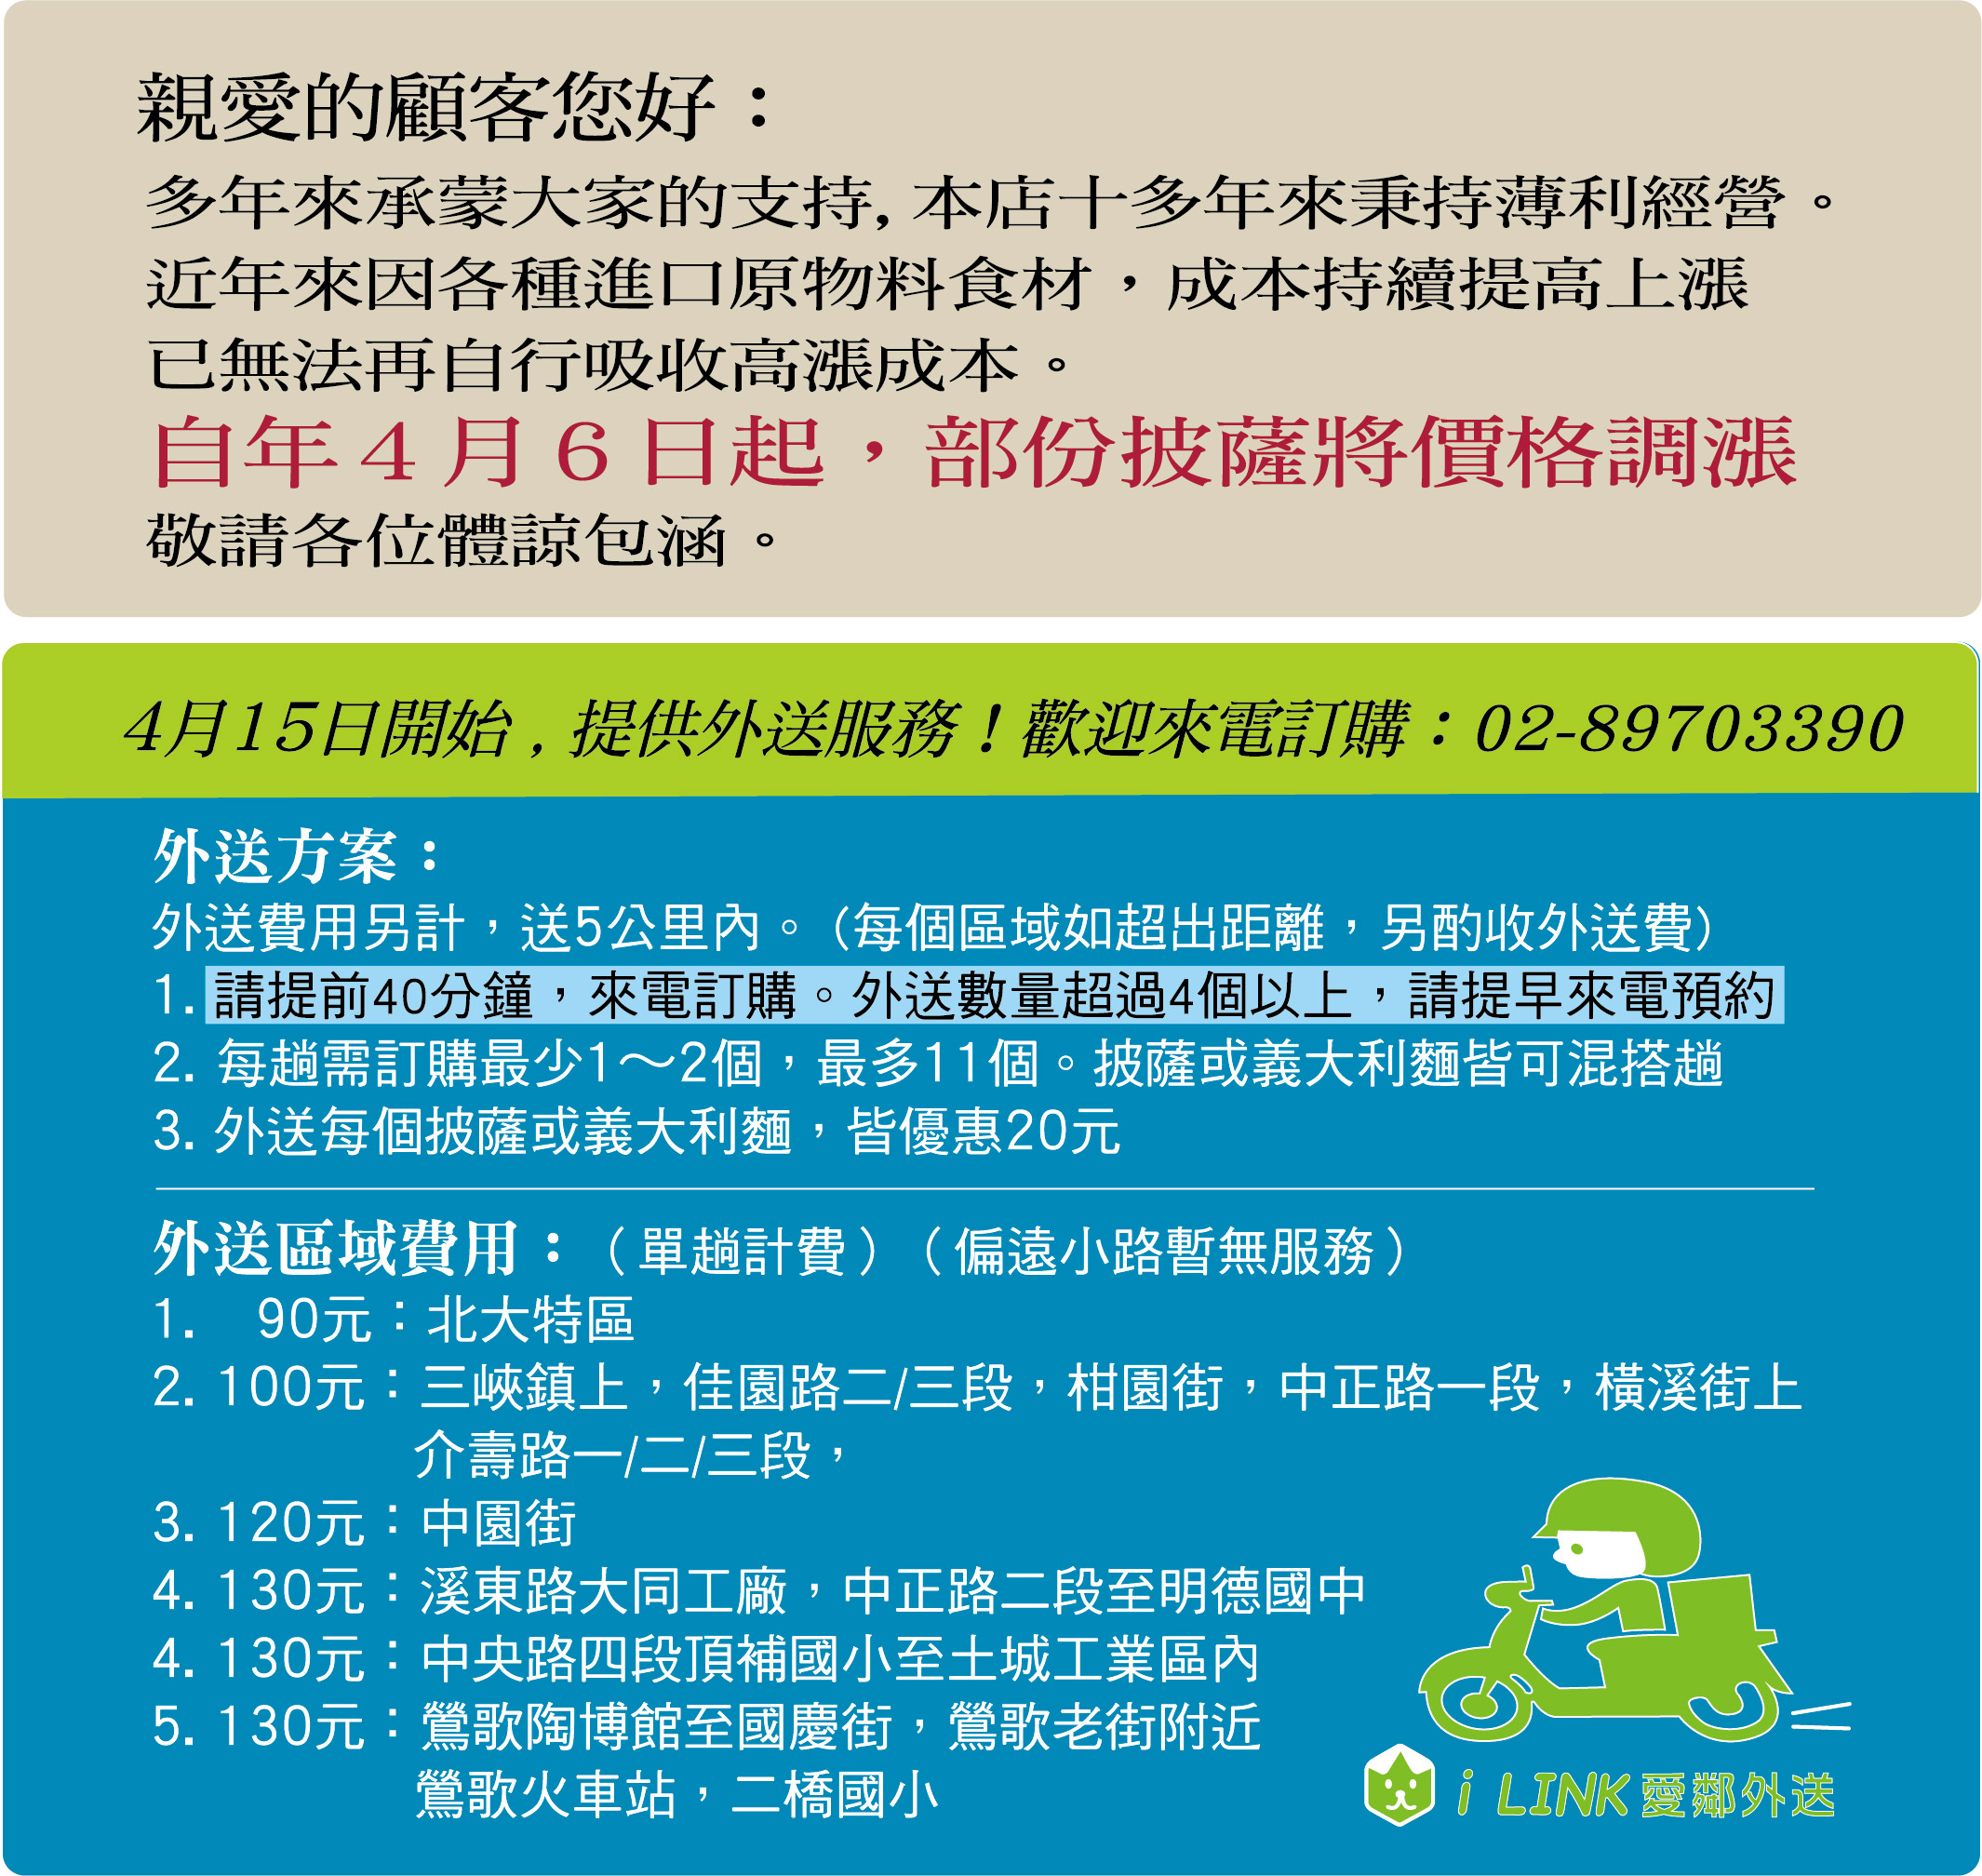 親愛的顧客您好：
多年來承蒙大家的支持, 本店十多年來秉持薄利經營。
近年來因各種進口原物料食材，成本持續提高上漲
已無法再自行吸收高漲成本。
自年４月６日起，部份披薩將價格調漲
敬請各位體諒包涵。
4月15日開始 , 提供外送服務！歡迎來電訂購：02-89703390
外送方案：
外送費用另計，送5公里內。（每個區域如超出距離，另酌收外送費）
1. 請提前40分鐘，來電訂購。外送數量超過4個以上，請提早來電預約
2. 每趟需訂購最少1～2個，最多11個。披薩或義大利麵皆可混搭趟
3. 外送每個披薩或義大利麵，皆優惠20元
外送區域費用：（單趟計費）（偏遠小路暫無服務）
1. 90元：北大特區
2. 100元：三峽鎮上，佳園路二/三段，柑園街，中正路一段，橫溪街上
介壽路一/二/三段，
3. 120元：中園街
4. 130元：溪東路大同工廠，中正路二段至明德國中
4. 130元：中央路四段頂補國小至土城工業區內
5. 130元：鶯歌陶博館至國慶街，鶯歌老街附近
鶯歌火車站，二橋國小
i LINK 愛鄰外送